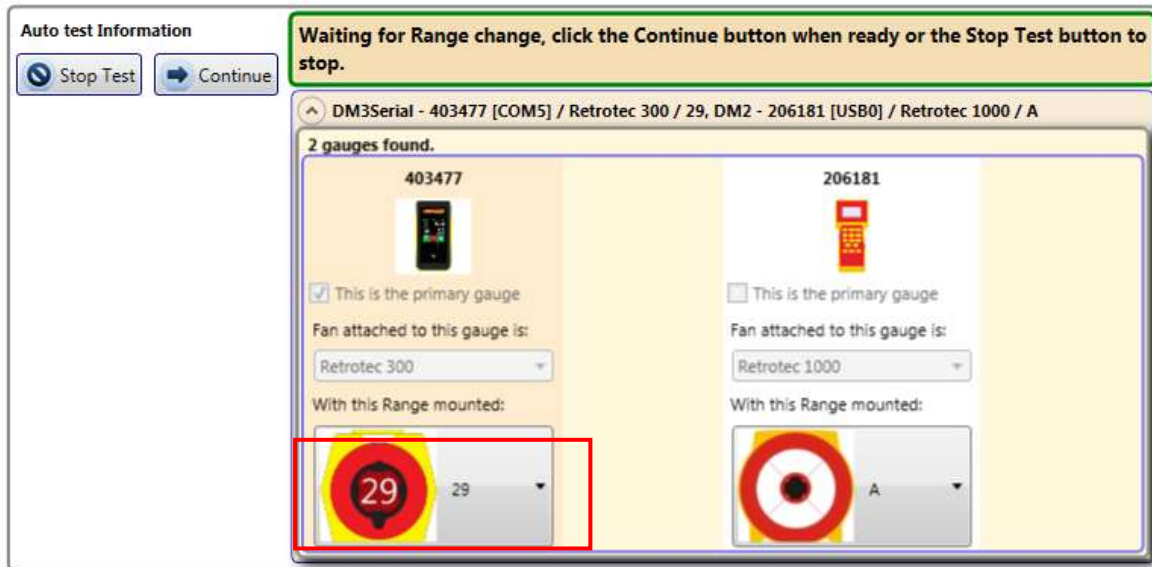 Auto test Information
Stop Test
Continue
Waiting for Range change, click the Continue button when ready or the Stop Test button to
stop.
DM3Serial - 403477 [COM5] / Retrotec 300 / 29, DM2 - 206181 [USB0] / Retrotec 1000 / A
2 gauges found.
403477
This is the primary gauge
Fan attached to this gauge is:
Retrotec 300
With this Range mounted:
29
29
206181
This is the primary gauge
Fan attached to this gauge is:
Retrotec 1000
With this Range mounted:
A